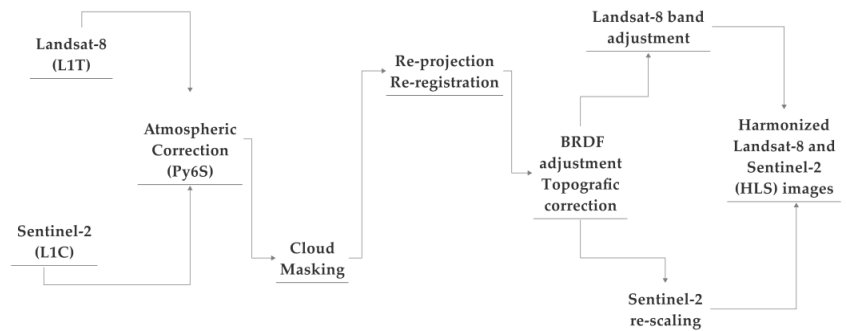 Landsat-8
(L1T)
Sentinel-2
(L1C)
Atmospheric
Correction
(Py6S)
Cloud
Masking
Re-projection
Re-registration
BRDF
adjustment
Topografic
correction
Landsat-8 band
adjustment
Sentinel-2
re-scaling
Harmonized
Landsat-8 and
Sentinel-2
(HLS) images